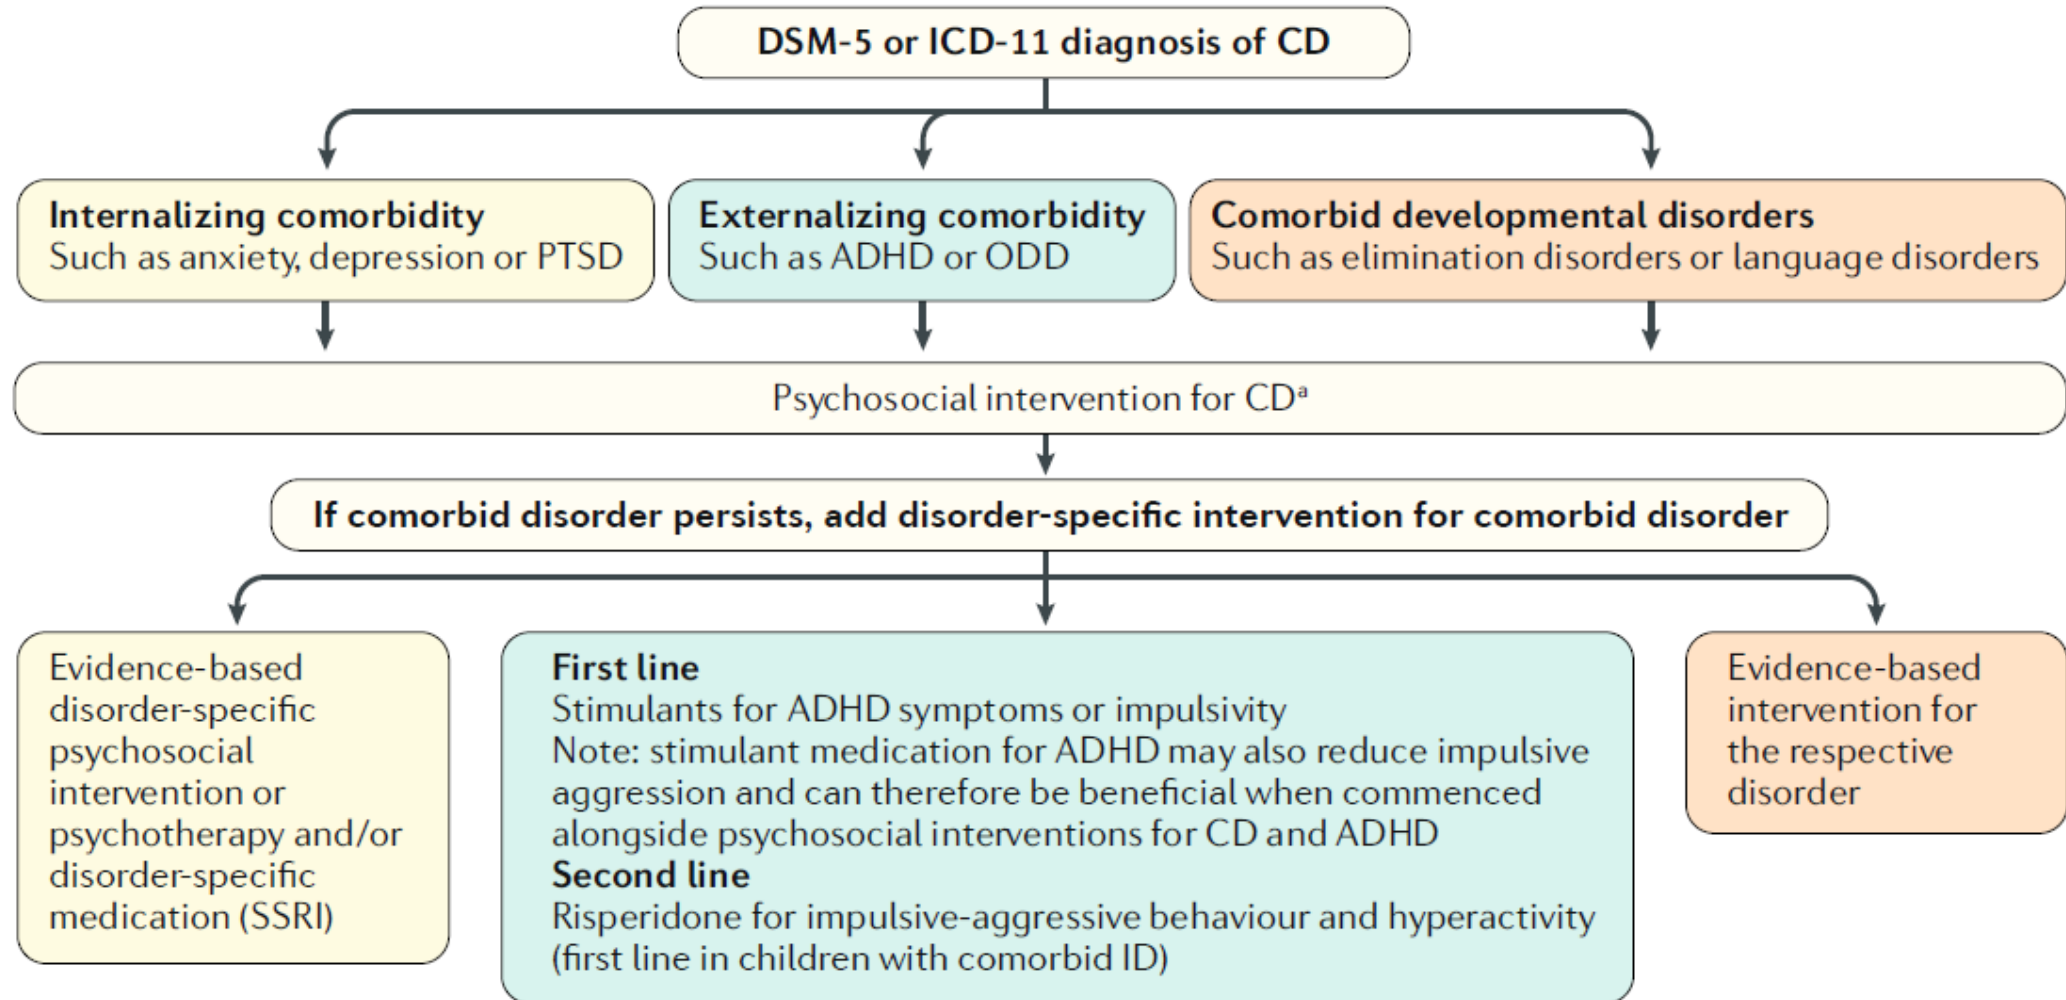 DSM-5 or ICD-11 diagnosis of CD
Internalizing comorbidity
Such as anxiety, depression or PTSD
Externalizing comorbidity
Such as ADHD or ODD
Comorbid developmental disorders
Such as elimination disorders or language disorders
Psychosocial intervention for CDᵃ
If comorbid disorder persists, add disorder-specific intervention for comorbid disorder
Evidence-based
disorder-specific
psychosocial
intervention or
psychotherapy and/or
disorder-specific
medication (SSRI)
First line
Stimulants for ADHD symptoms or impulsivity
Note: stimulant medication for ADHD may also reduce impulsive
aggression and can therefore be beneficial when commenced
alongside psychosocial interventions for CD and ADHD
Second line
Risperidone for impulsive-aggressive behaviour and hyperactivity
(first line in children with comorbid ID)
Evidence-based
intervention for
the respective
disorder